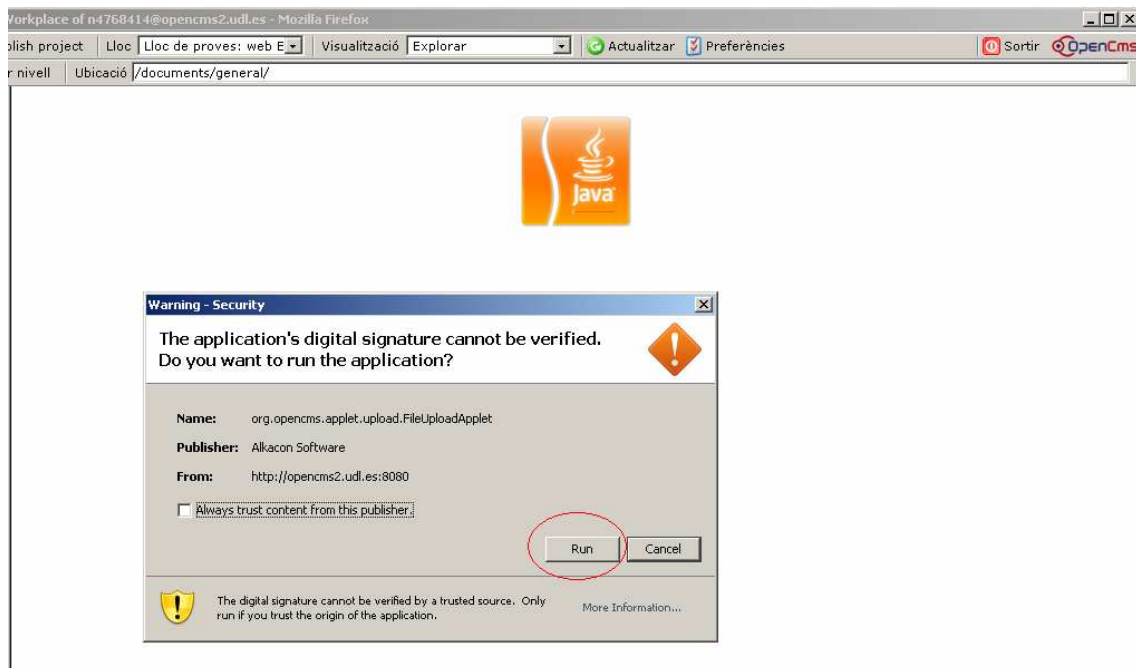 Workplace of n4768414@opencms2.udl.es - Mozilla Firefox
blish project Lloc Lloc de proves: web E Visualització Explorar Actualitzar Preferències Sortir OpenCms
r nivell Ubicació /documents/general/
Java
Warning - Security
The application's digital signature cannot be verified.
Do you want to run the application?
Name: org.opencms.applet.upload.FileUploadApplet
Publisher: Alkacon Software
From: http://opencms2.udl.es:8080
Always trust content from this publisher.
Run Cancel
The digital signature cannot be verified by a trusted source. Only
run if you trust the origin of the application.
More Information...